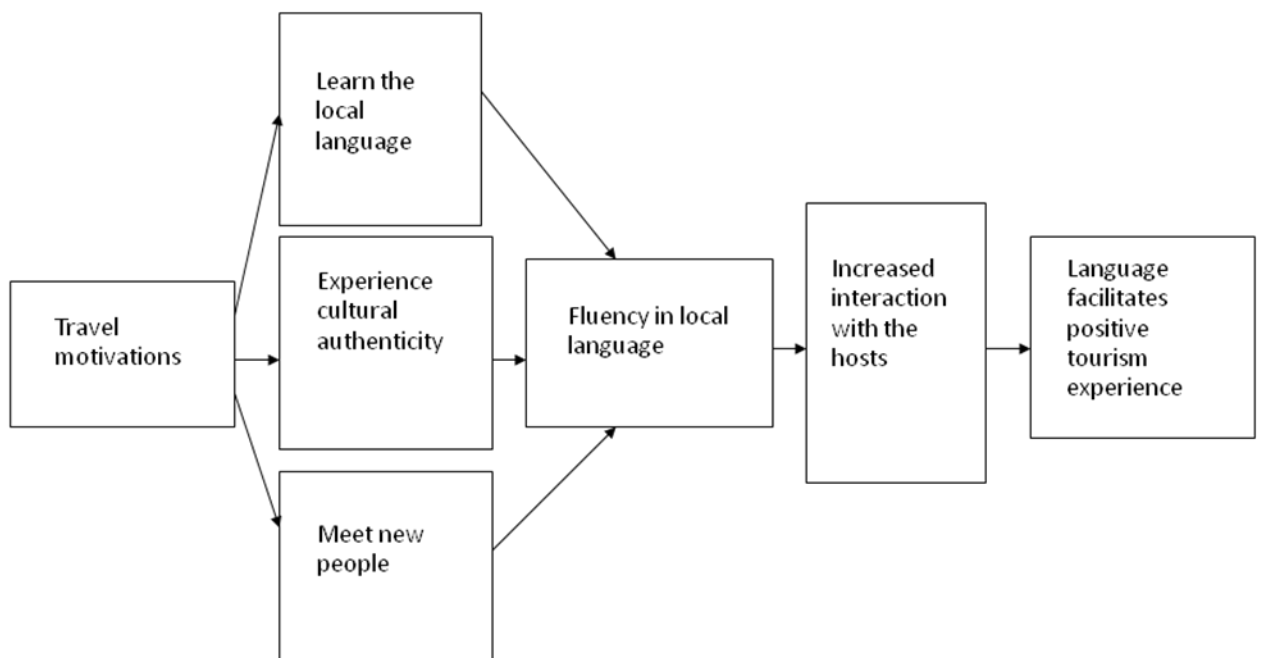 Learn the
local
language
Travel
motivations
Experience
cultural
authenticity
Meet new
people
Fluency in local
language
Increased
interaction
with the
hosts
Language
facilitates
positive
tourism
experience